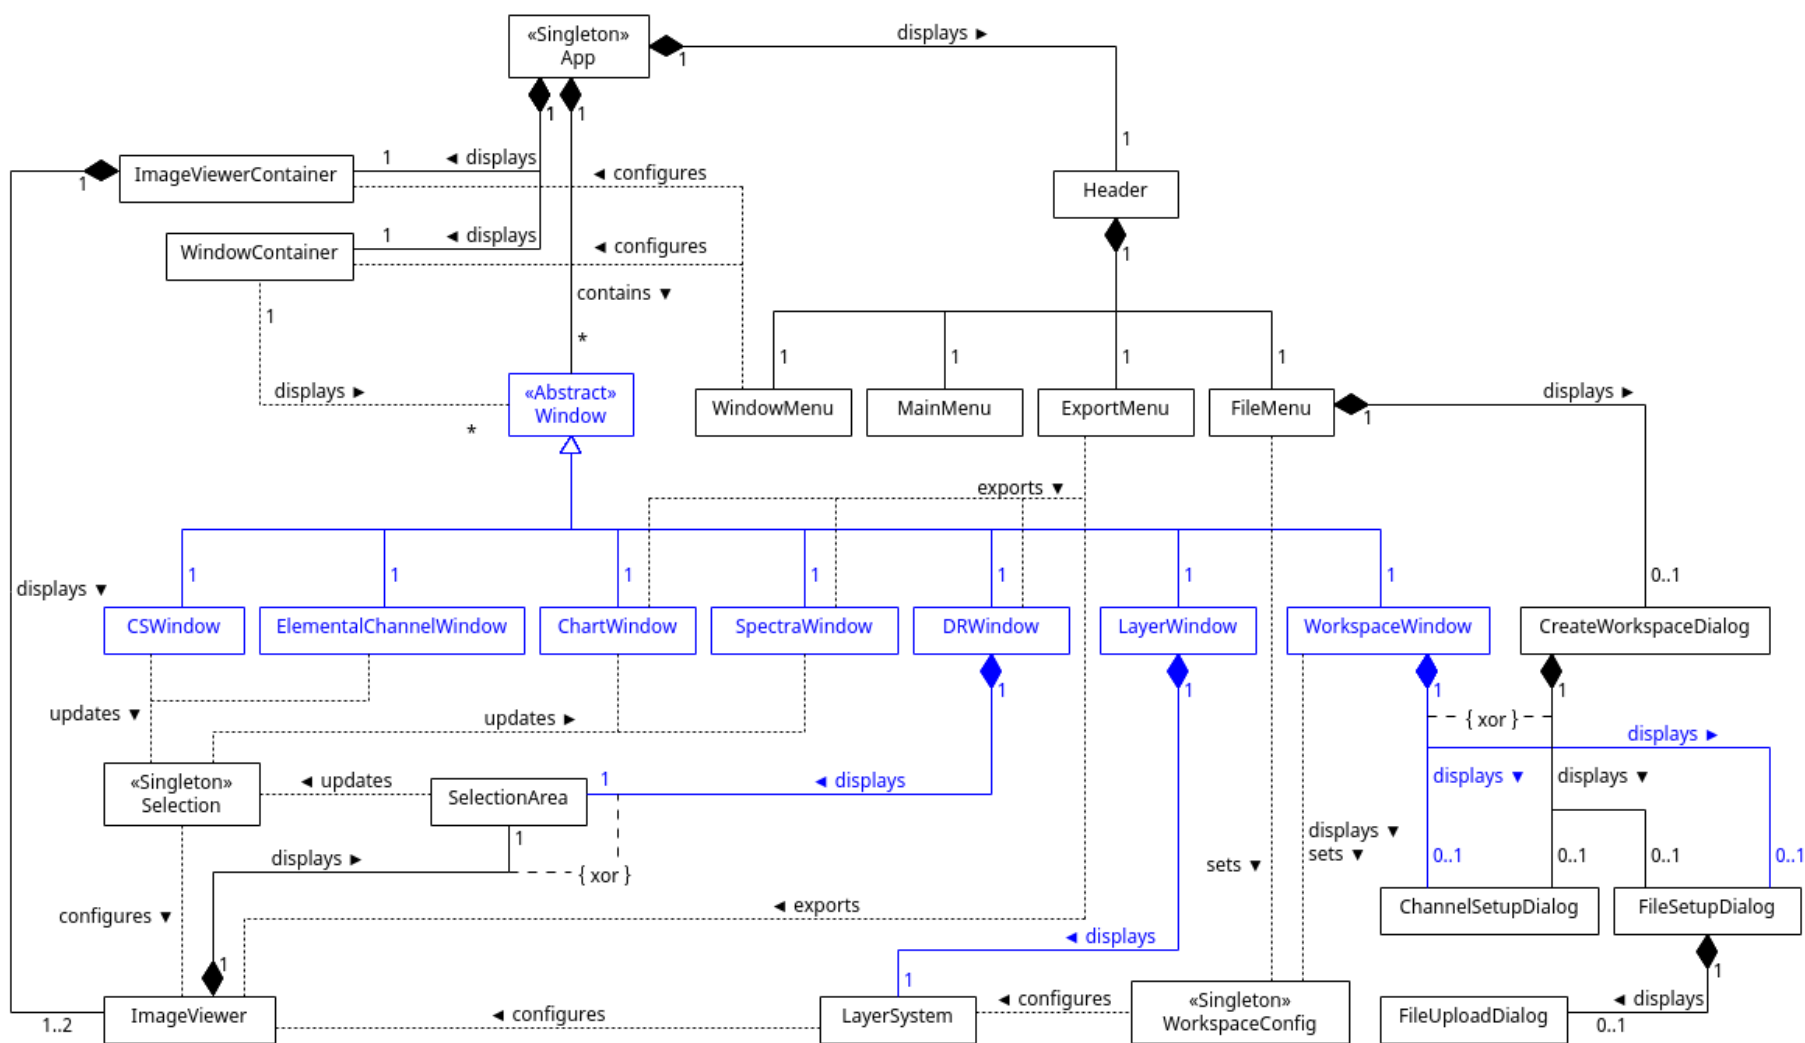 «Singleton»
App
1
displays ►
1
1
1
1
◄ displays
ImageViewerContainer
1
◄ configures
Header
1
◄ displays
WindowContainer
◄ configures
1
contains ▼
1
*
1
1
1
1
displays ►
*
«Abstract»
Window
WindowMenu
MainMenu
ExportMenu
FileMenu
1
displays ►
exports ▼
displays ▼
1
1
1
1
1
1
1
0..1
CSWindow
ElementalChannelWindow
ChartWindow
SpectraWindow
DRWindow
LayerWindow
WorkspaceWindow
CreateWorkspaceDialog
1
1
1
1
updates ▼
updates ►
{ xor }
displays ►
«Singleton»
Selection
◄ updates
SelectionArea
1
◄ displays
displays ▼
displays ▼
1
displays ►
{ xor }
displays ▼
sets ▼
sets ▼
0..1
0..1
0..1
0..1
configures ▼
◄ exports
ChannelSetupDialog
FileSetupDialog
◄ displays
1
1
1
ImageViewer
1..2
◄ configures
LayerSystem
◄ configures
«Singleton»
WorkspaceConfig
FileUploadDialog
◄ displays
0..1